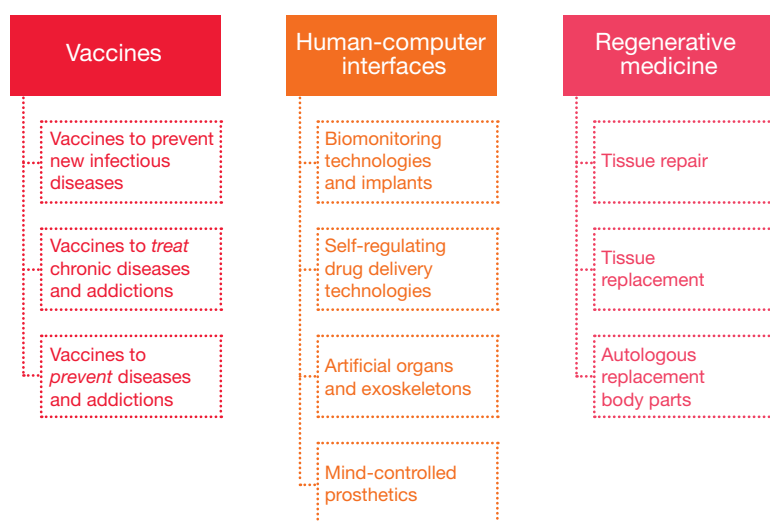 Vaccines
Vaccines to prevent
new infectious
diseases
Vaccines to treat
chronic diseases
and addictions
Vaccines to
prevent diseases
and addictions
Human-computer
interfaces
Biomonitoring
technologies
and implants
Self-regulating
drug delivery
technologies
Artificial organs
and exoskeletons
Mind-controlled
prosthetics
Regenerative
medicine
Tissue repair
Tissue
replacement
Autologous
replacement
body parts